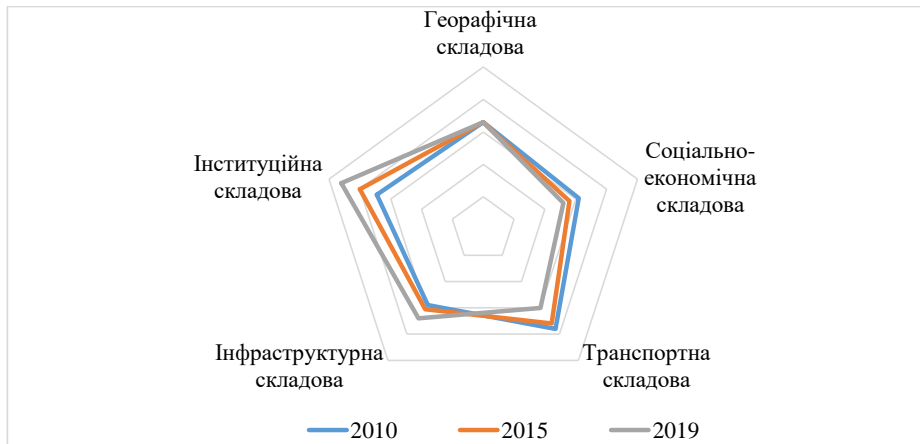 Георафічна
складова
Соціально-
економічна
складова
Інституційна
складова
Інфраструктурна
складова
Транспортна
складова
2010
2015
2019